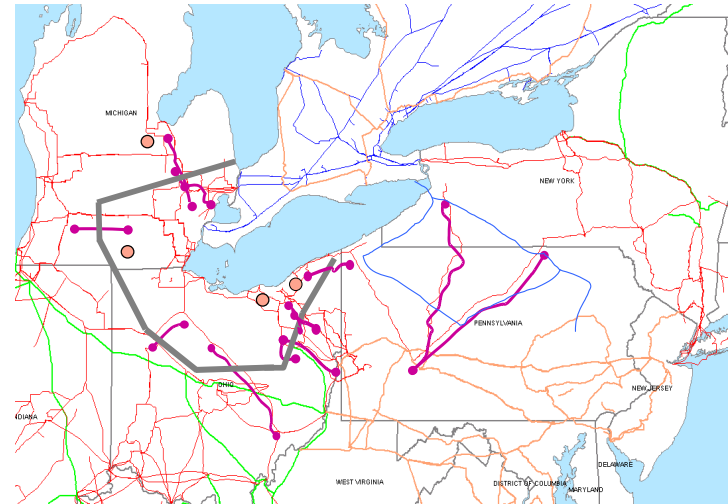 MICHIGAN
NEW YORK
PENNSYLVANIA
OHIO
NEW JERSEY
NDIANA
WEST VIRGINIA
DISTRICT OF COLUMBIA
DELAWARE
MARYLAND